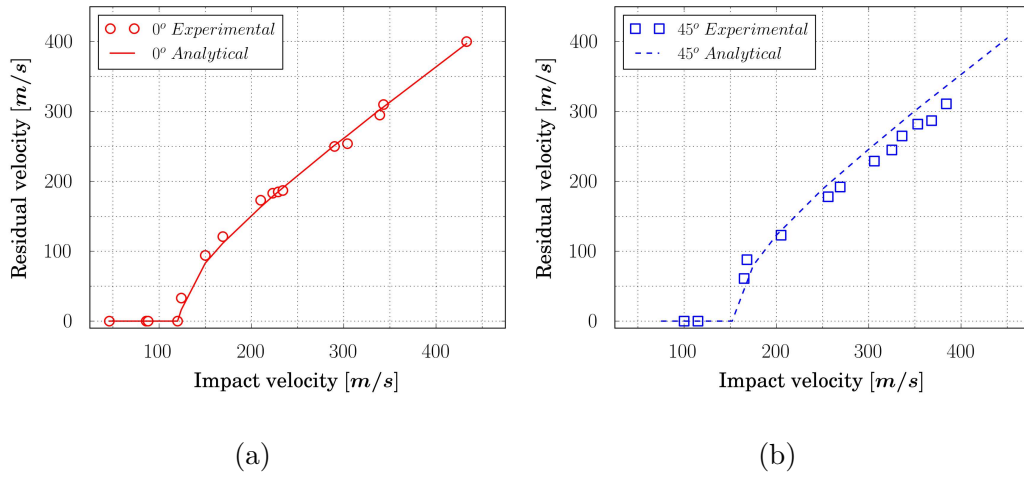 0º Experimental
0º Analytical
400
300
200
100
0
Residual velocity [m/s]
100
200
300
400
Impact velocity [m/s]
(a)
45º Experimental
45º Analytical
400
300
200
100
0
Residual velocity [m/s]
100
200
300
400
Impact velocity [m/s]
(b)